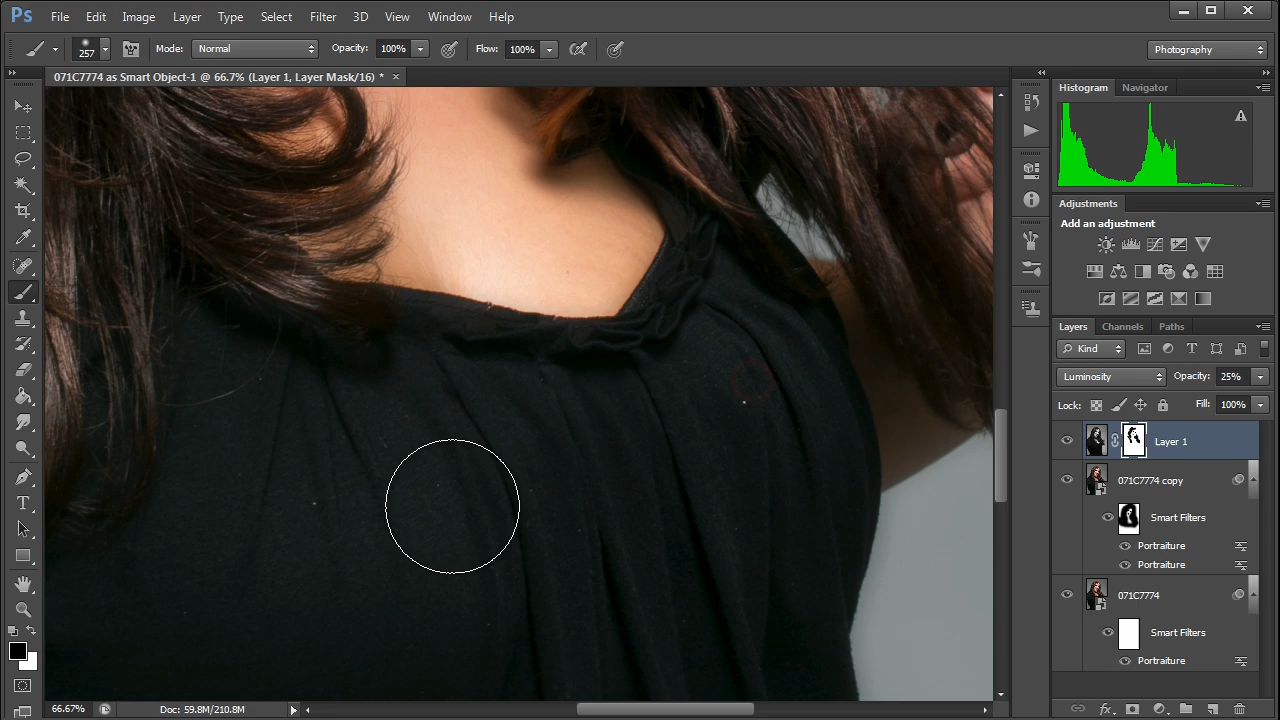 Ps File Edit Image Layer Type Select Filter 3D View Window Help
257 Mode: Normal Opacity: 100% Flow: 100% Photography
071C7774 as Smart Object-1 @ 66.7% (Layer 1, Layer Mask/16) * ×
Histogram Navigator
Adjustments
Add an adjustment
Layers Channels Paths
Kind T
Luminosity Opacity: 25%
Lock: Fill: 100%
Layer 1
071C7774 copy
Smart Filters
Portraiture
Portraiture
071C7774
Smart Filters
Portraiture
66.67% Doc: 59.8M/210.8M fx